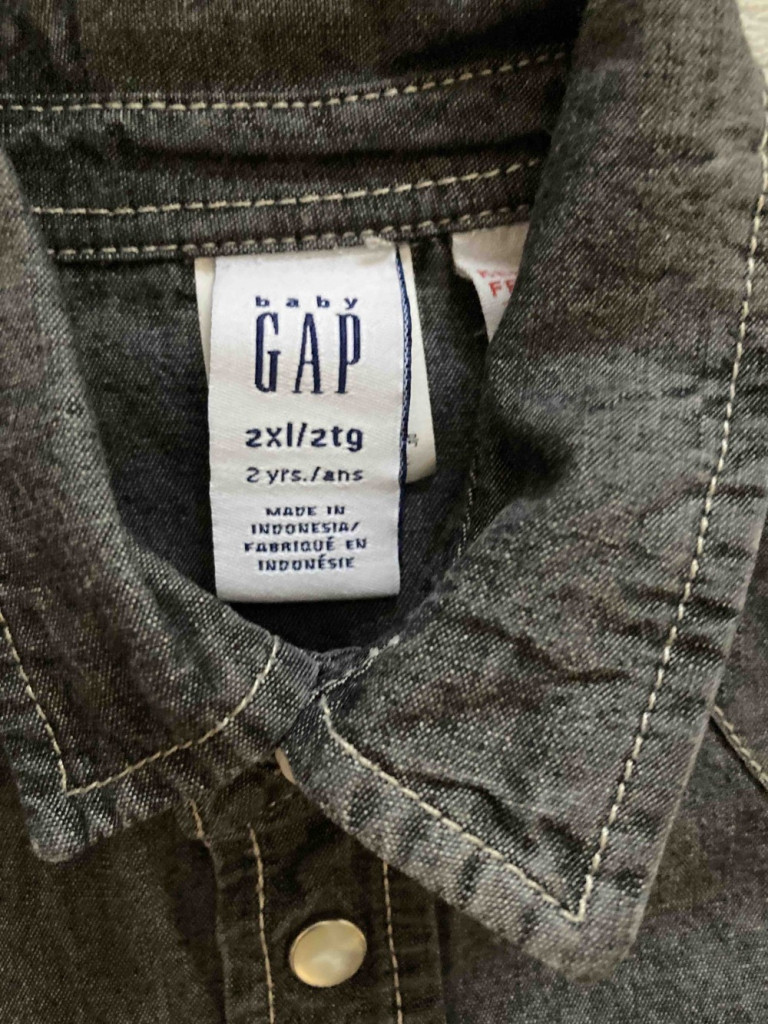 baby
GAP
2xl/2tg
2 yrs./ans
MADE IN
INDONESIA/
FABRIQUÉ EN
INDONÉSIE